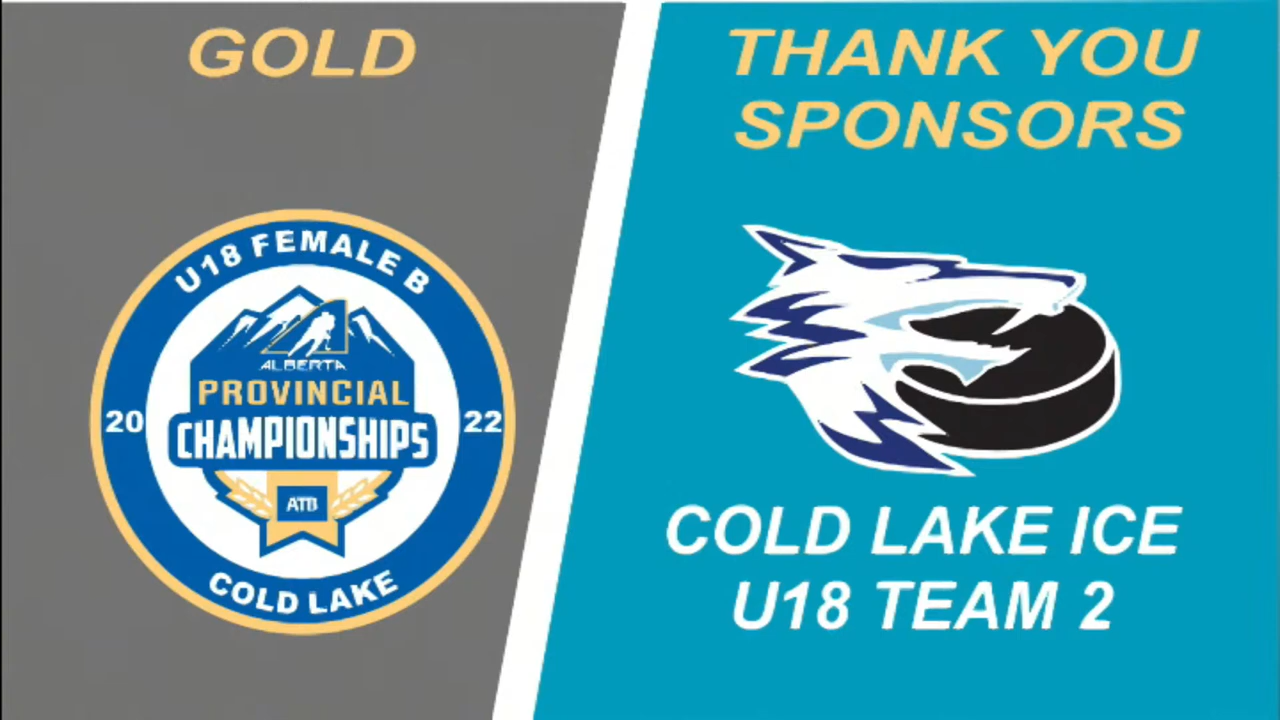 GOLD
U18 FEMALE B
20
22
ALBERTA
PROVINCIAL
CHAMPIONSHIPS
ATB
COLD LAKE
THANK YOU
SPONSORS
COLD LAKE ICE
U18 TEAM 2